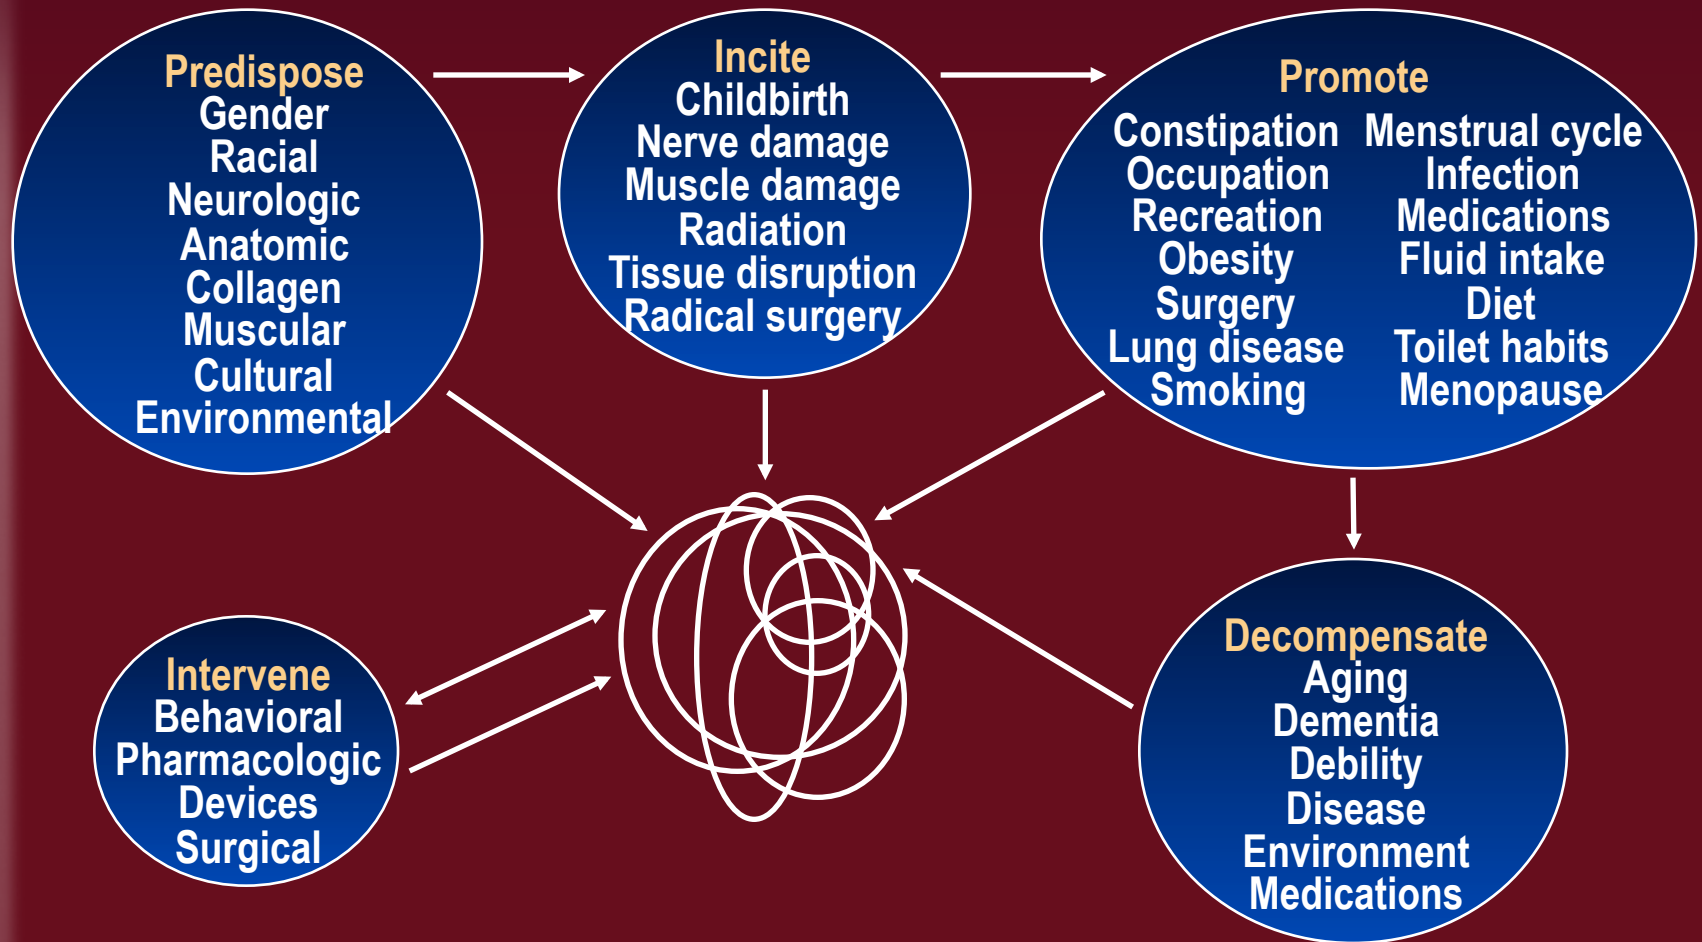 Predispose
Gender
Racial
Neurologic
Anatomic
Collagen
Muscular
Cultural
Environmental
Incite
Childbirth
Nerve damage
Muscle damage
Radiation
Tissue disruption
Radical surgery
Promote
Constipation
Occupation
Recreation
Obesity
Surgery
Lung disease
Smoking
Menstrual cycle
Infection
Medications
Fluid intake
Diet
Toilet habits
Menopause
Intervene
Behavioral
Pharmacologic
Devices
Surgical
Decompensate
Aging
Dementia
Debility
Disease
Environment
Medications